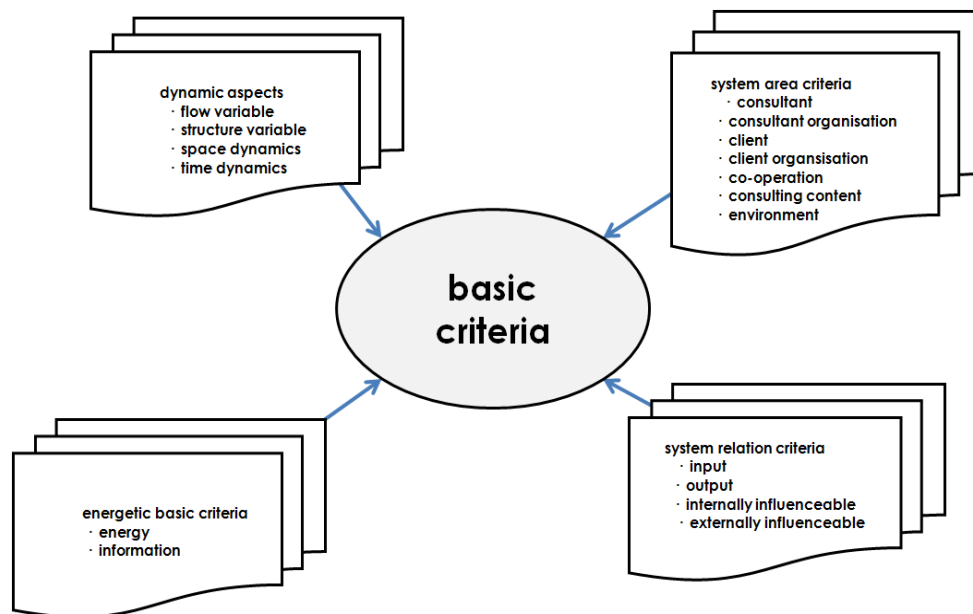 dynamic aspects
· flow variable
· structure variable
· space dynamics
· time dynamics
system area criteria
· consultant
· consultant organisation
· client
· client organsisation
· co-operation
· consulting content
· environment
basic
criteria
energetic basic criteria
· energy
· information
system relation criteria
· input
· output
· internally influenceable
· externally influenceable